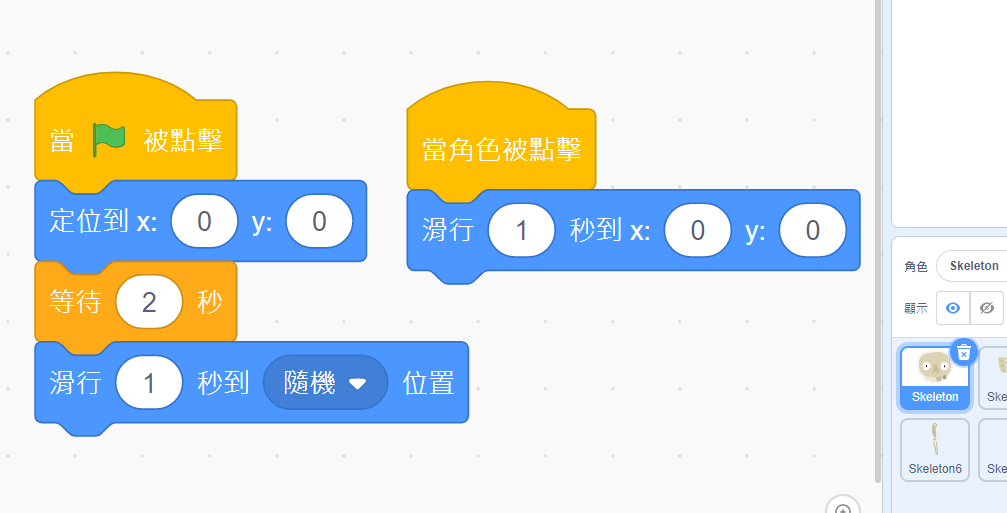 當 被點擊
定位到 x: 0 y: 0
等待 2 秒
滑行 1 秒到 隨機 位置
當角色被點擊
滑行 1 秒到 x: 0 y: 0
角色 Skeleton
顯示
Skeleton
Ske
Skeleton6
Ske